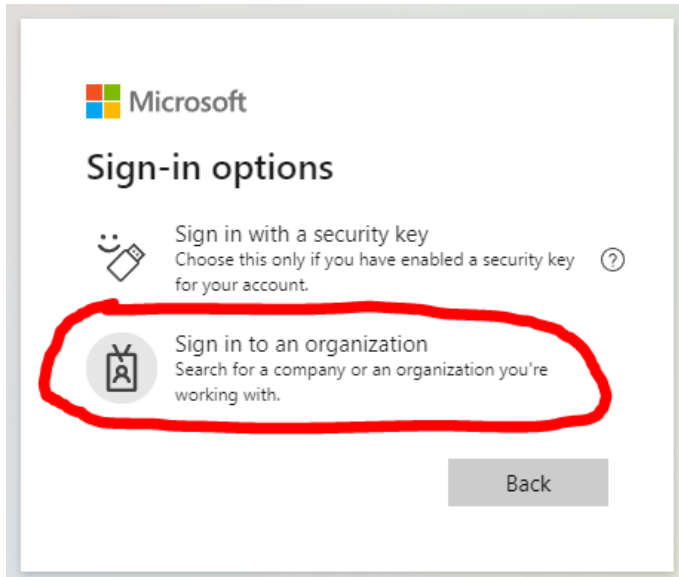 Microsoft
Sign-in options
Sign in with a security key
Choose this only if you have enabled a security key
for your account.
?
Sign in to an organization
Search for a company or an organization you're
working with.
Back